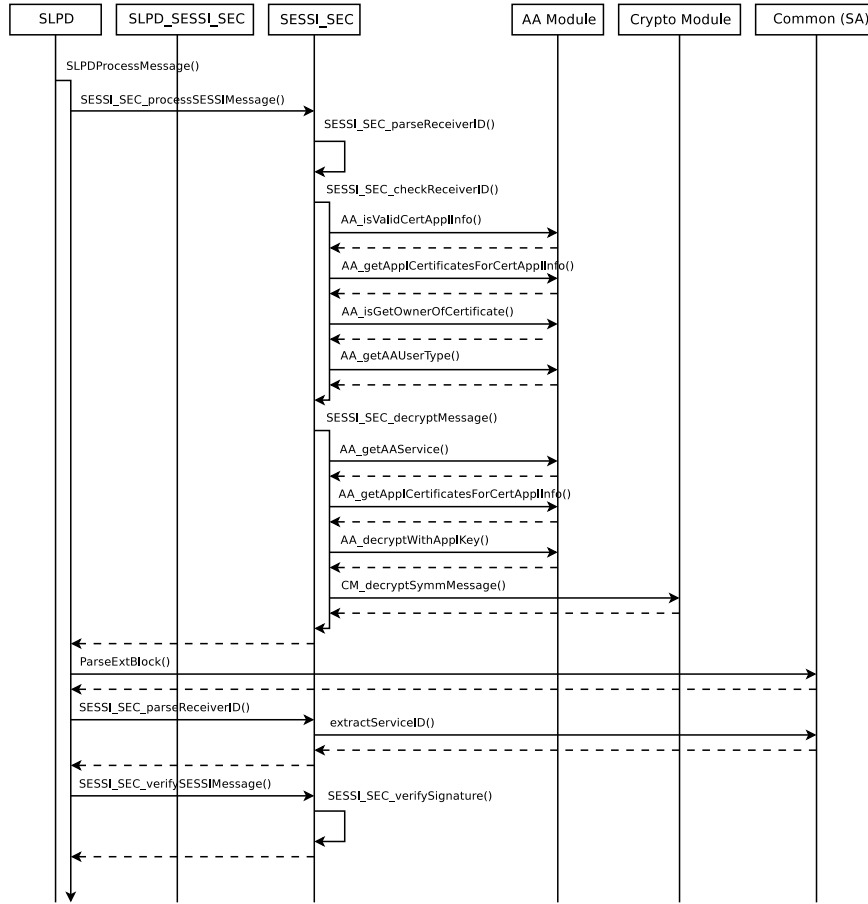 SLPD
SLPD_SESSI_SEC
SESSI_SEC
AA Module
Crypto Module
Common (SA)
SLPDProcessMessage()
SESSI_SEC_processSESSIMessage()
SESSI_SEC_parseReceiverID()
SESSI_SEC_checkReceiverID()
AA_isValidCertApplInfo()
AA_getApplCertificatesForCertApplInfo()
AA_isGetOwnerOfCertificate()
AA_getAAUserType()
SESSI_SEC_decryptMessage()
AA_getAAService()
AA_getApplCertificatesForCertApplInfo()
AA_decryptWithApplKey()
CM_decryptSymmMessage()
ParseExtBlock()
SESSI_SEC_parseReceiverID()
extractServiceID()
SESSI_SEC_verifySESSIMessage()
SESSI_SEC_verifySignature()